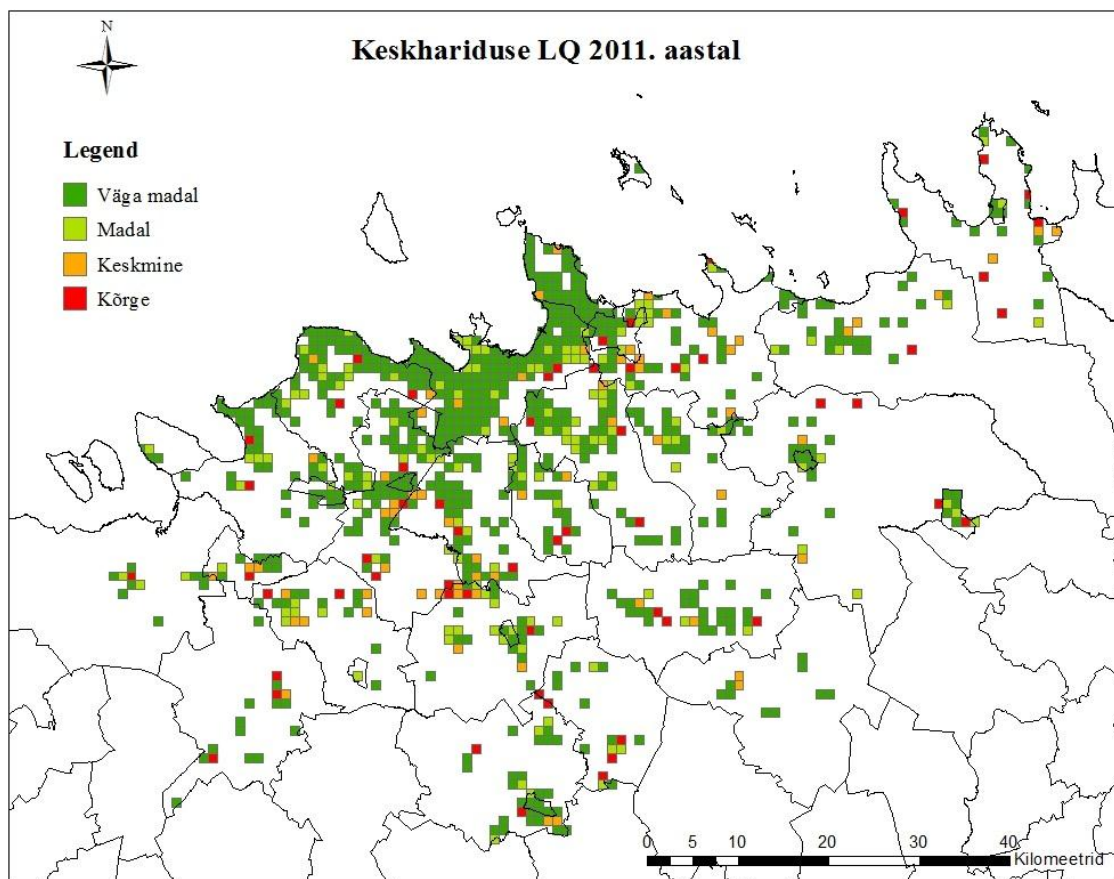 N
Keskhariduse LQ 2011. aastal
Legend
Väga madal
Madal
Keskmine
Kõrge
0 5 10 20 30 40
Kilomeetrid